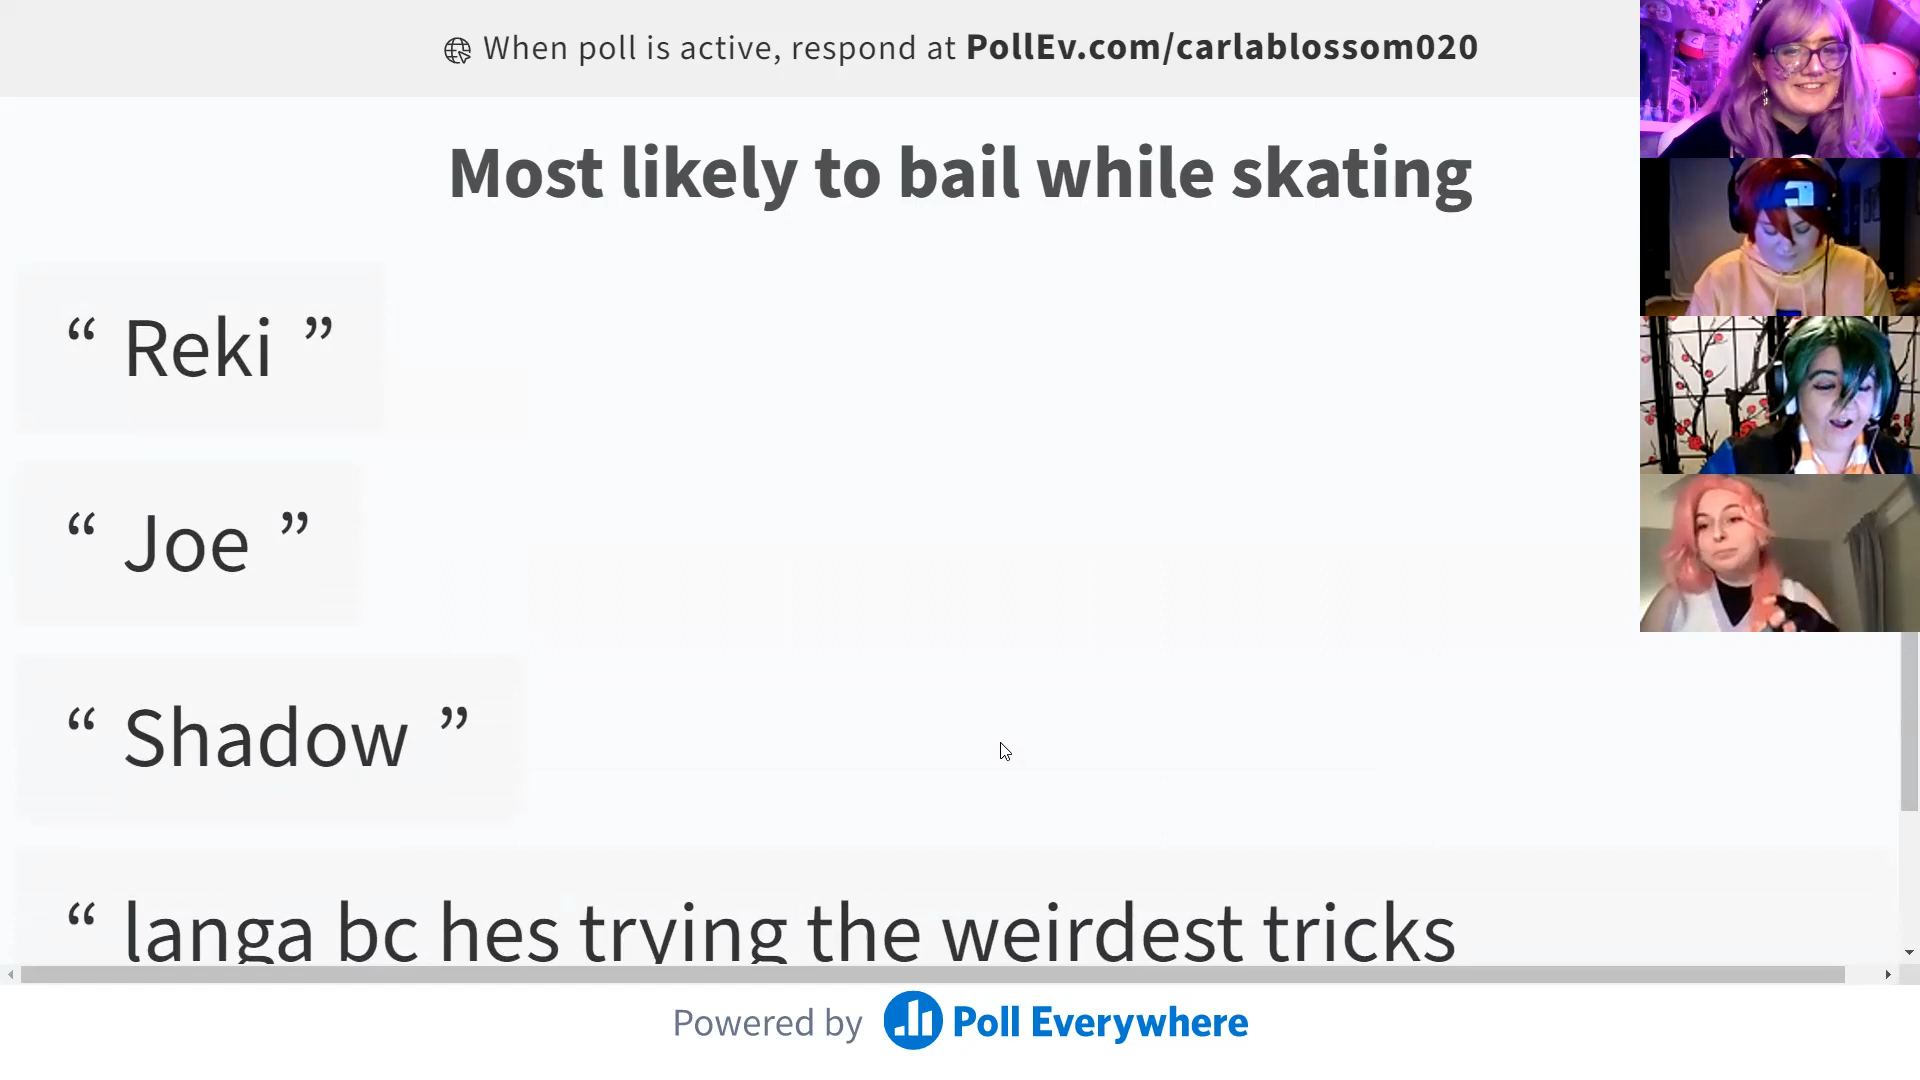 When poll is active, respond at PollEv.com/carlablossom020
Most likely to bail while skating
“ Reki ”
“ Joe ”
“ Shadow ”
“ langa bc hes trying the weirdest tricks
Powered by Poll Everywhere